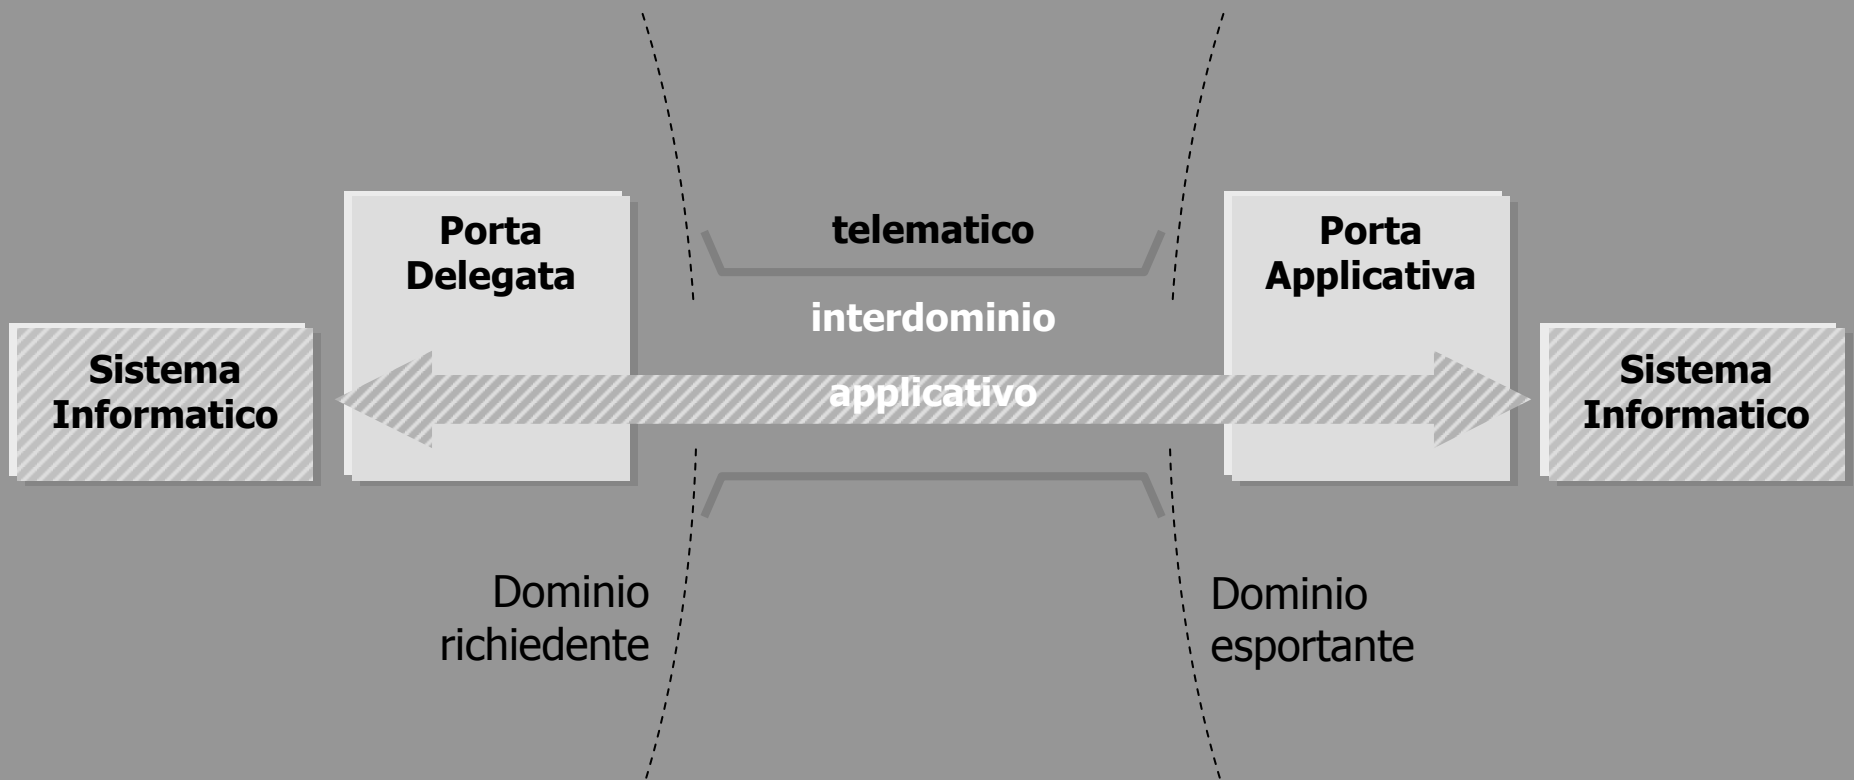 Porta
Delegata
telematico
Porta
Applicativa
interdominio
Sistema
Informatico
applicativo
Sistema
Informatico
Dominio
richiedente
Dominio
esportante